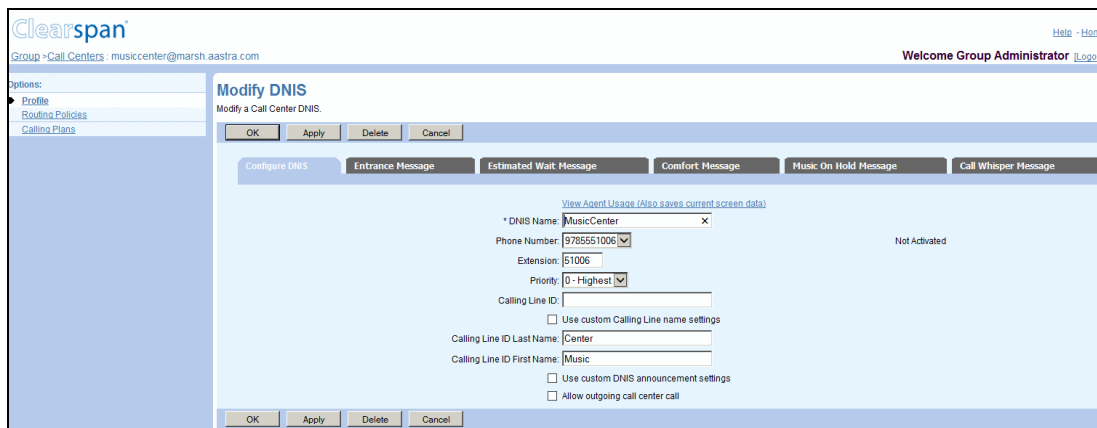 Clearspan
Help - Hom
Group >Call Centers : musiccenter@marsh.aastra.com
Welcome Group Administrator [Logo
Options:
Profile
Routing Policies
Calling Plans
Modify DNIS
Modify a Call Center DNIS.
OK Apply Delete Cancel
Configure DNIS Entrance Message Estimated Wait Message Comfort Message Music On Hold Message Call Whisper Message
View Agent Usage (Also saves current screen data)
* DNIS Name: MusicCenter
Phone Number: 9785551006 Not Activated
Extension: 51006
Priority: 0 - Highest
Calling Line ID:
Use custom Calling Line name settings
Calling Line ID Last Name: Center
Calling Line ID First Name: Music
Use custom DNIS announcement settings
Allow outgoing call center call
OK Apply Delete Cancel